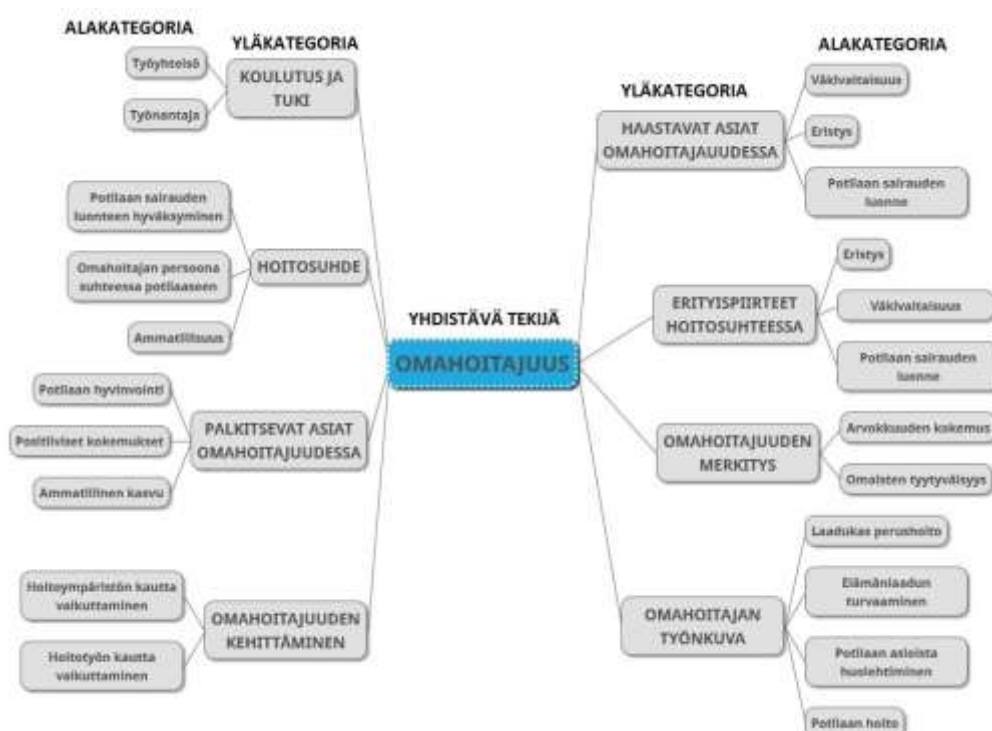 ALAKATEGORIA
YLÄKATEGORIA
Työyhteisö
Työnantaja
KOULUTUS JA
TUKI
Potilaan sairauden
luonteen hyväksyminen
Omahoitajan persoona
suhteessa potilaaseen
Ammatillisuus
HOITOSUHDE
Potilaan hyvinvointi
Positiiviset kokemukset
Ammatillinen kasvu
PALKITSEVAT ASIAT
OMAHOITAJUUDESSA
Hoitoympäristön kautta
vaikuttaminen
Hoitotyön kautta
vaikuttaminen
OMAHOITAJUUDEN
KEHITTÄMINEN
YHDISTÄVÄ TEKIJÄ
OMAHOITAJUUS
YLÄKATEGORIA
ALAKATEGORIA
HAASTAVAT ASIAT
OMAHOITAJAUUDESSA
Väkivaltaisuus
Eristys
Potilaan sairauden
luonne
ERITYISPIIRTEET
HOITOSUHTEESSA
Eristys
Väkivaltaisuus
Potilaan sairauden
luonne
OMAHOITAJUUDEN
MERKITYS
Arvokkuuden kokemus
Omaisten tyytyväisyys
OMAHOITAJAN
TYÖNKUVA
Laadukas perushoito
Elämänlaadun
turvaaminen
Potilaan asioista
huolehtiminen
Potilaan hoito